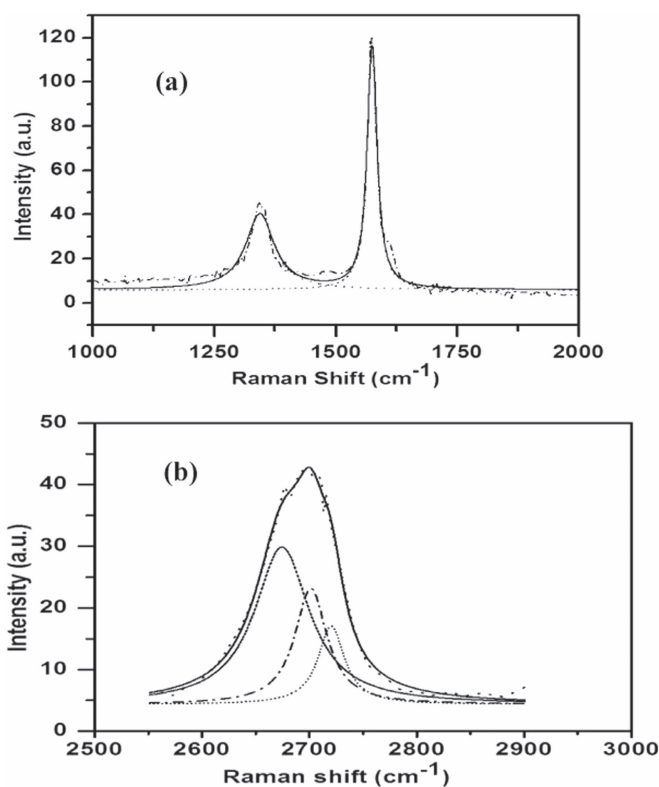 (a)
Intensity (a.u.)
120
100
80
60
40
20
0
1000 1250 1500 1750 2000
Raman Shift (cm-1)
(b)
Intensity (a.u.)
50
40
30
20
10
0
2500 2600 2700 2800 2900 3000
Raman shift (cm-1)